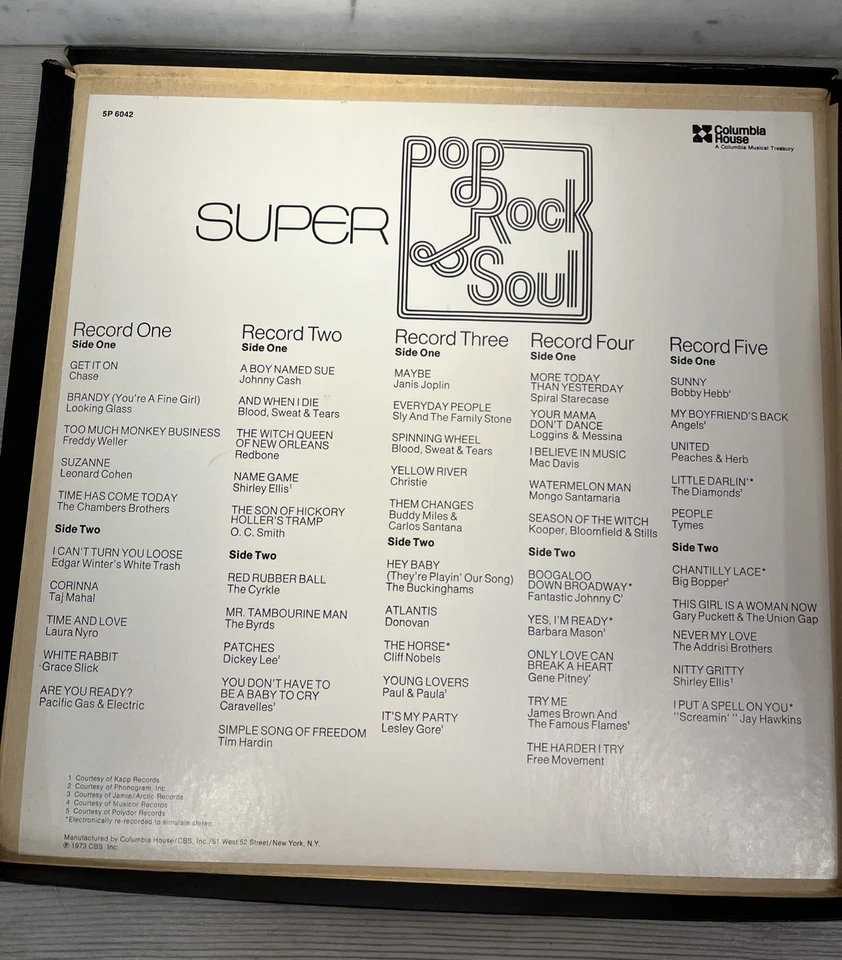 5P 6042
Columbia
House
A Columbia Musical Treasury
SUPER
pop
Rock
& Soul
Record One
Side One
GET IT ON
Chase
BRANDY (You're A Fine Girl)
Looking Glass
TOO MUCH MONKEY BUSINESS
Freddy Weller
SUZANNE
Leonard Cohen
TIME HAS COME TODAY
The Chambers Brothers
Side Two
I CAN'T TURN YOU LOOSE
Edgar Winter's White Trash
CORINNA
Taj Mahal
TIME AND LOVE
Laura Nyro
WHITE RABBIT
Grace Slick
ARE YOU READY?
Pacific Gas & Electric
Record Two
Side One
A BOY NAMED SUE
Johnny Cash
AND WHEN I DIE
Blood, Sweat & Tears
THE WITCH QUEEN
OF NEW ORLEANS
Redbone
NAME GAME
Shirley Ellis¹
THE SON OF HICKORY
HOLLER'S TRAMP
O. C. Smith
Side Two
RED RUBBER BALL
The Cyrkle
MR. TAMBOURINE MAN
The Byrds
PATCHES
Dickey Lee
YOU DON'T HAVE TO
BE A BABY TO CRY
Caravelles
SIMPLE SONG OF FREEDOM
Tim Hardin
Record Three
Side One
MAYBE
Janis Joplin
EVERYDAY PEOPLE
Sly And The Family Stone
SPINNING WHEEL
Blood, Sweat & Tears
YELLOW RIVER
Christie
THEM CHANGES
Buddy Miles &
Carlos Santana
Side Two
HEY BABY
(They're Playin' Our Song)
The Buckinghams
ATLANTIS
Donovan
THE HORSE*
Cliff Nobels
YOUNG LOVERS
Paul & Paula
IT'S MY PARTY
Lesley Gore
Record Four
Side One
MORE TODAY
THAN YESTERDAY
Spiral Starecase
YOUR MAMA
DON'T DANCE
Loggins & Messina
I BELIEVE IN MUSIC
Mac Davis
WATERMELON MAN
Mongo Santamaria
SEASON OF THE WITCH
Kooper, Bloomfield & Stills
Side Two
BOOGALOO
DOWN BROADWAY*
Fantastic Johnny C
YES, I'M READY*
Barbara Mason
ONLY LOVE CAN
BREAK A HEART
Gene Pitney
TRY ME
James Brown And
The Famous Flames
THE HARDER I TRY
Free Movement
Record Five
Side One
SUNNY
Bobby Hebb
MY BOYFRIEND'S BACK
Angels
UNITED
Peaches & Herb
LITTLE DARLIN'*
The Diamonds
PEOPLE
Tymes
Side Two
CHANTILLY LACE*
Big Bopper
THIS GIRL IS A WOMAN NOW
Gary Puckett & The Union Gap
NEVER MY LOVE
The Addrisi Brothers
NITTY GRITTY
Shirley Ellis¹
I PUT A SPELL ON YOU*
"Screamin' " Jay Hawkins
1 Courtesy of Kapp Records
2 Courtesy of Phonogram, Inc.
3 Courtesy of Jamie/Arctic Records
4 Courtesy of Musicor Records
5 Courtesy of Polydor Records
*Electronically re-recorded to simulate stereo.
Manufactured by Columbia House/CBS, Inc./51 West 52 Street/New York, N.Y.
℗ 1973 CBS, Inc.